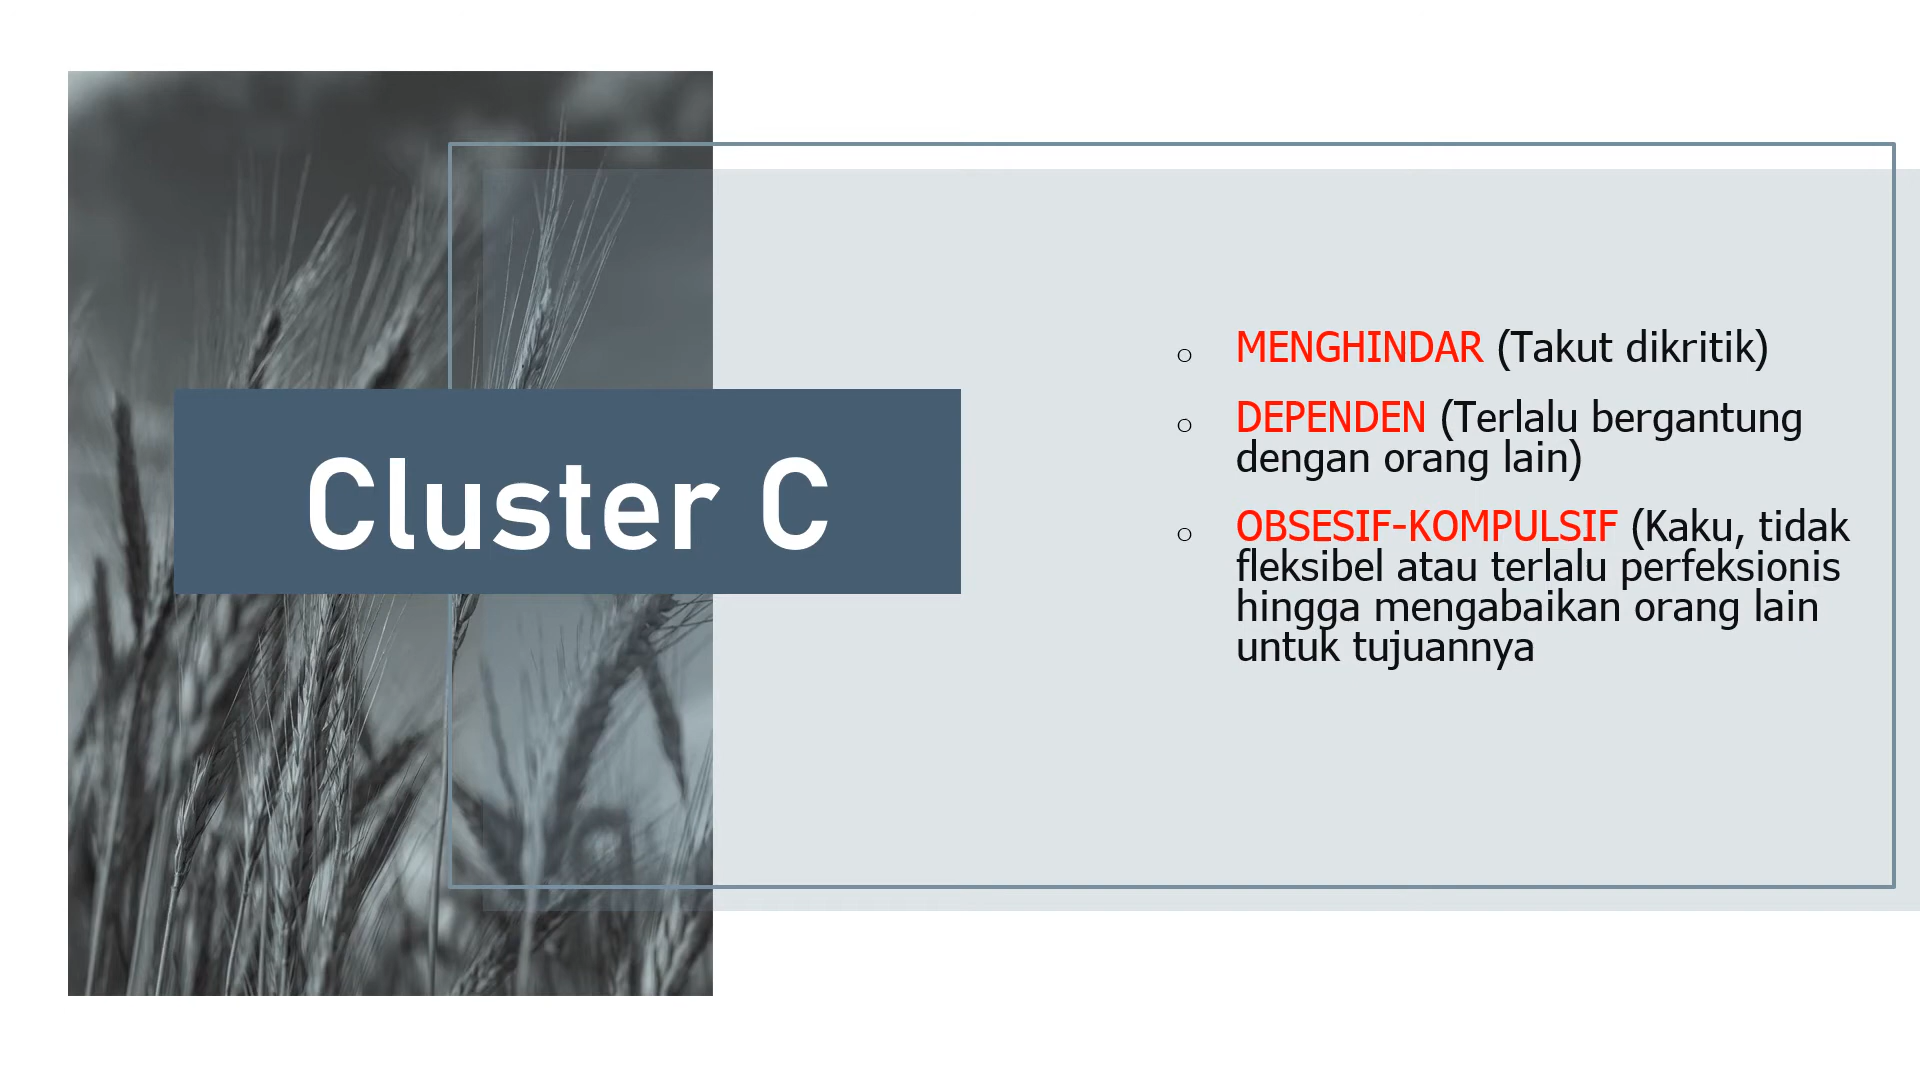 Cluster C
○ MENGHINDAR (Takut dikritik)
○ DEPENDEN (Terlalu bergantung
dengan orang lain)
○ OBSESIF-KOMPULSIF (Kaku, tidak
fleksibel atau terlalu perfeksionis
hingga mengabaikan orang lain
untuk tujuannya